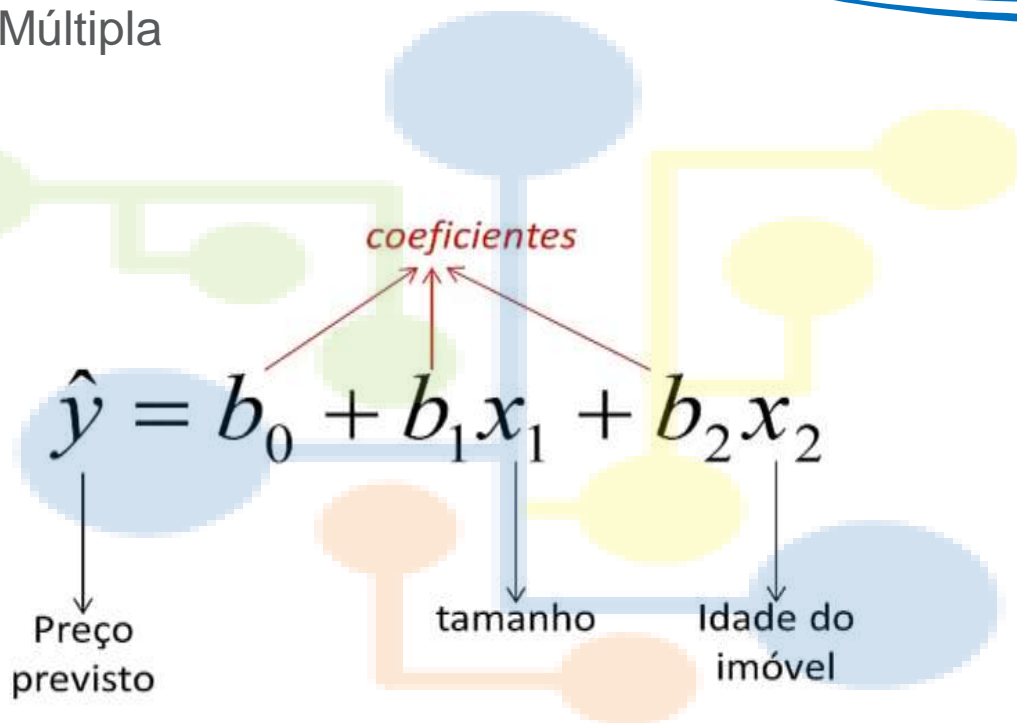 Múltipla
coeficientes
ŷ = b₀ + b₁x₁ + b₂x₂
Preço
previsto
tamanho
Idade do
imóvel